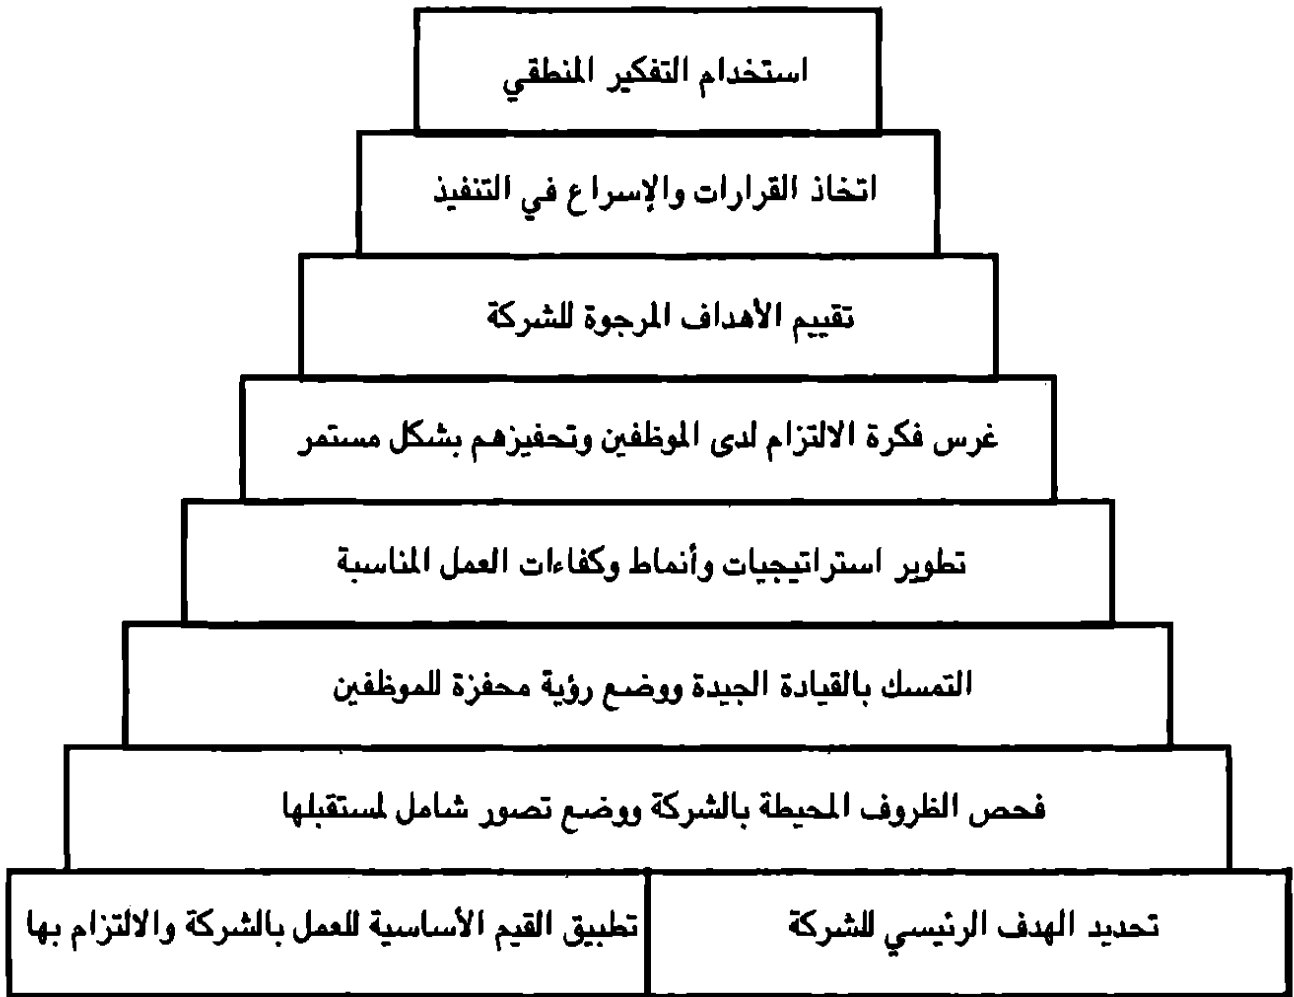 استخدام التفكير المنطقي
اتخاذ القرارات والإسراع في التنفيذ
تقييم الأهداف المرجوة للشركة
غرس فكرة الالتزام لدى الموظفين وتحفيزهم بشكل مستمر
تطوير استراتيجيات وأنماط وكفاءات العمل المناسبة
التمسك بالقيادة الجيدة ووضع رؤية محفزة للموظفين
فحص الظروف المحيطة بالشركة ووضع تصور شامل لمستقبلها
تحديد الهدف الرئيسي للشركة
تطبيق القيم الأساسية للعمل بالشركة والالتزام بها